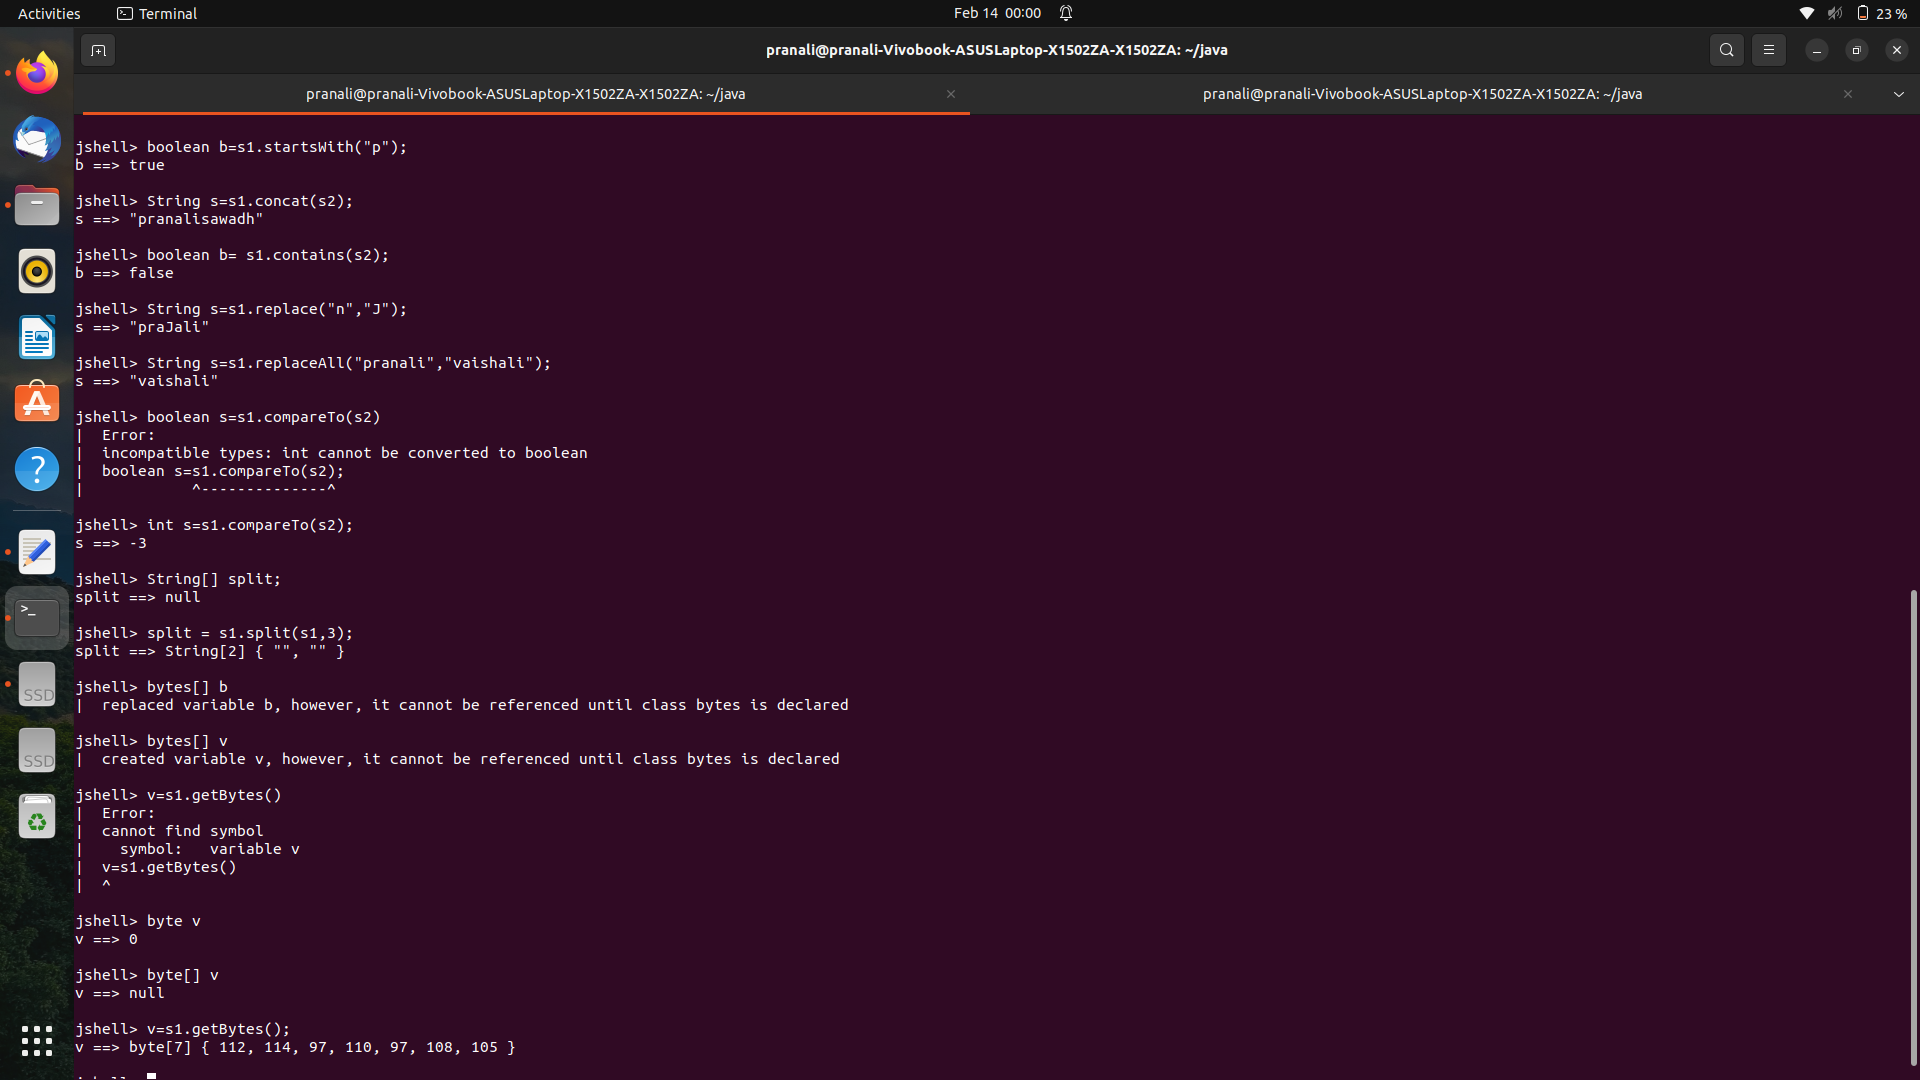 Activities
Terminal
Feb 14 00:00
23 %
pranali@pranali-Vivobook-ASUSLaptop-X1502ZA-X1502ZA: ~/java
pranali@pranali-Vivobook-ASUSLaptop-X1502ZA-X1502ZA: ~/java
pranali@pranali-Vivobook-ASUSLaptop-X1502ZA-X1502ZA: ~/java
jshell> boolean b=s1.startsWith("p");
b ==> true
jshell> String s=s1.concat(s2);
s ==> "pranalisawadh"
jshell> boolean b= s1.contains(s2);
b ==> false
jshell> String s=s1.replace("n","J");
s ==> "praJali"
jshell> String s=s1.replaceAll("pranali","vaishali");
s ==> "vaishali"
jshell> boolean s=s1.compareTo(s2)
|  Error:
|  incompatible types: int cannot be converted to boolean
|  boolean s=s1.compareTo(s2);
|            ^--------------^
jshell> int s=s1.compareTo(s2);
s ==> -3
jshell> String[] split;
split ==> null
jshell> split = s1.split(s1,3);
split ==> String[2] { "", "" }
jshell> bytes[] b
|  replaced variable b, however, it cannot be referenced until class bytes is declared
jshell> bytes[] v
|  created variable v, however, it cannot be referenced until class bytes is declared
jshell> v=s1.getBytes()
|  Error:
|  cannot find symbol
|    symbol:   variable v
|  v=s1.getBytes()
|  ^
jshell> byte v
v ==> 0
jshell> byte[] v
v ==> null
jshell> v=s1.getBytes();
v ==> byte[7] { 112, 114, 97, 110, 97, 108, 105 }
SSD
SSD